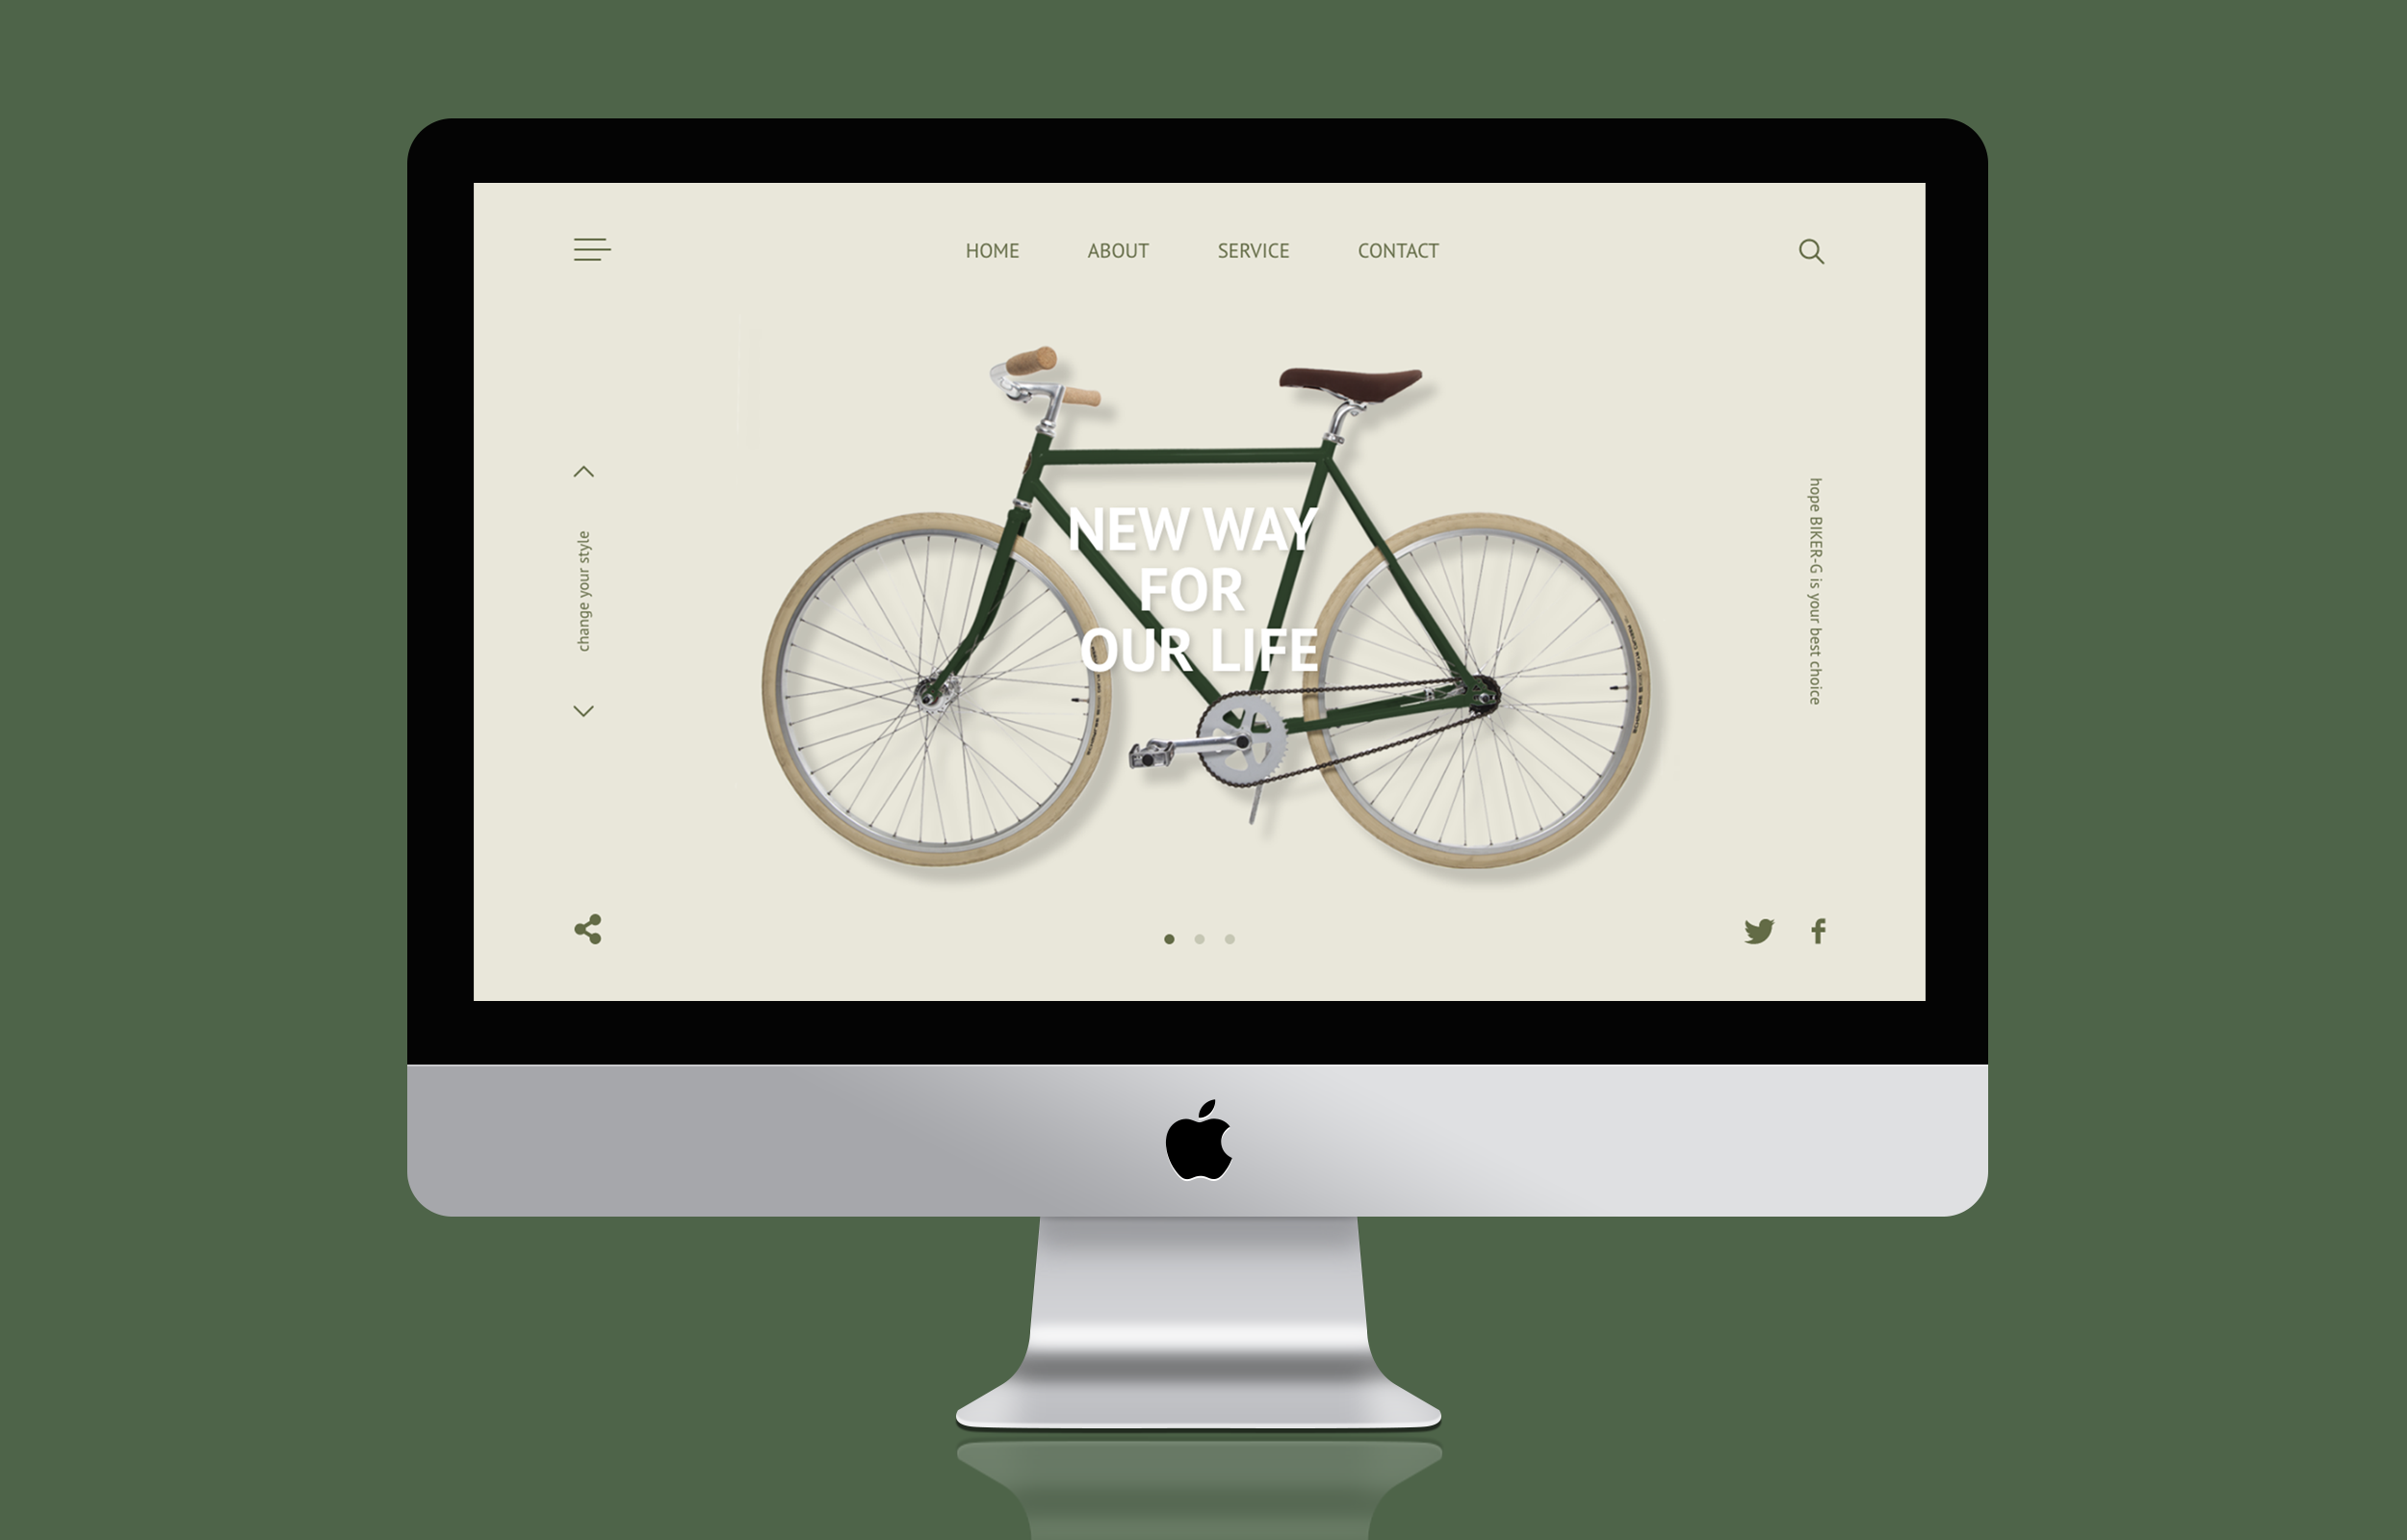 HOME
ABOUT
SERVICE
CONTACT
change your style
NEW WAY
FOR
OUR LIFE
hope BIKER-G is your best choice